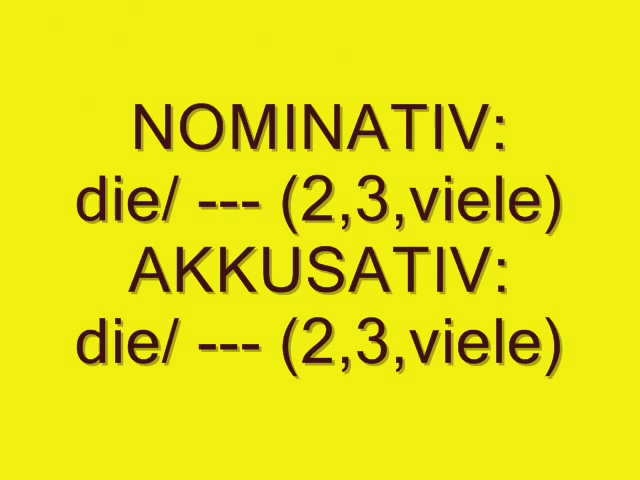 NOMINATIV:
die/ --- (2,3,viele)
AKKUSATIV:
die/ --- (2,3,viele)